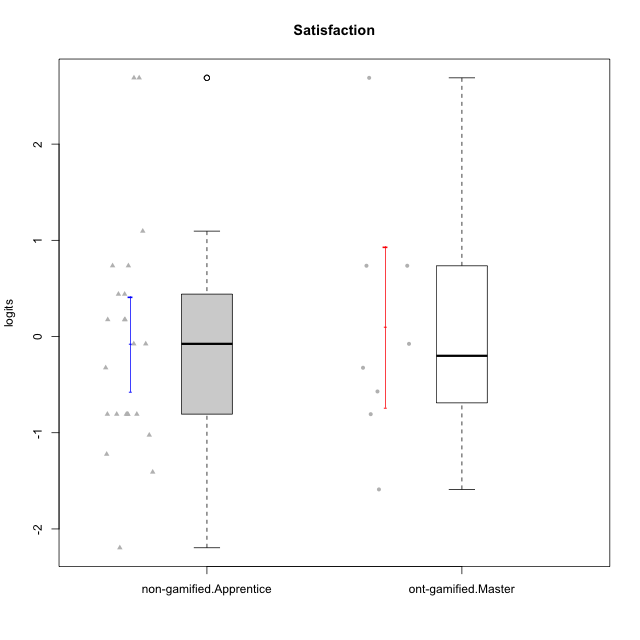 Satisfaction
logits
2
1
0
-1
-2
non-gamified.Apprentice
ont-gamified.Master